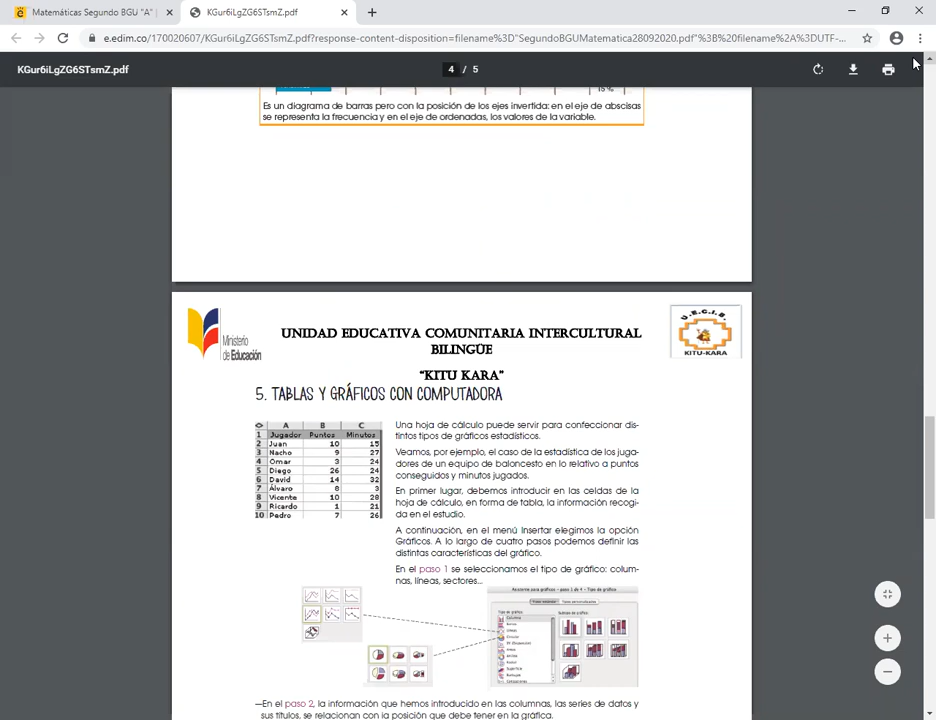 Matemáticas Segundo BGU "A"
KGur6iLgZG6STsmZ.pdf
e.edim.co/170020607/KGur6iLgZG6STsmZ.pdf?response-content-disposition=filename%3D"SegundoBGUMatematica28092020.pdf"%3B%20filename%2A%3DUTF-...
KGur6iLgZG6STsmZ.pdf
4 / 5
15 %
Es un diagrama de barras pero con la posición de los ejes invertida: en el eje de abscisas
se representa la frecuencia y en el eje de ordenadas, los valores de la variable.
Ministerio
de Educación
UNIDAD EDUCATIVA COMUNITARIA INTERCULTURAL
BILINGÜE
"KITU KARA"
U.E.C.I.B.
KITU-KARA
5. TABLAS Y GRÁFICOS CON COMPUTADORA
A B C
1 Jugador Puntos Minutos
2 Juan 10 15
3 Nacho 9 27
4 Omar 3 24
5 Diego 26 24
6 David 14 32
7 Álvaro 8 3
8 Vicente 10 28
9 Ricardo 1 21
10 Pedro 7 26
Una hoja de cálculo puede servir para confeccionar dis-
tintos tipos de gráficos estadísticos.
Veamos, por ejemplo, el caso de la estadística de los juga-
dores de un equipo de baloncesto en lo relativo a puntos
conseguidos y minutos jugados.
En primer lugar, debemos introducir en las celdas de la
hoja de cálculo, en forma de tabla, la información recogi-
da en el estudio.
A continuación, en el menú Insertar elegimos la opción
Gráficos. A lo largo de cuatro pasos podemos definir las
distintas características del gráfico.
En el paso 1 se seleccionamos el tipo de gráfico: colum-
nas, líneas, sectores...
Asistente para gráficos - paso 1 de 4 - Tipo de gráfico
—En el paso 2, la información que hemos introducido en las columnas, las series de datos y
sus títulos, se relacionan con la posición que debe tener en la gráfica.